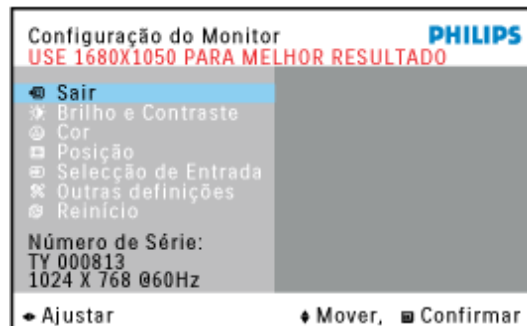 Configuração do Monitor
PHILIPS
USE 1680X1050 PARA MELHOR RESULTADO
Sair
Brilho e Contraste
Cor
Posição
Selecção de Entrada
Outras definições
Reinício
Número de Série:
TY 000813
1024 X 768 @60Hz
Ajustar
Mover,
Confirmar